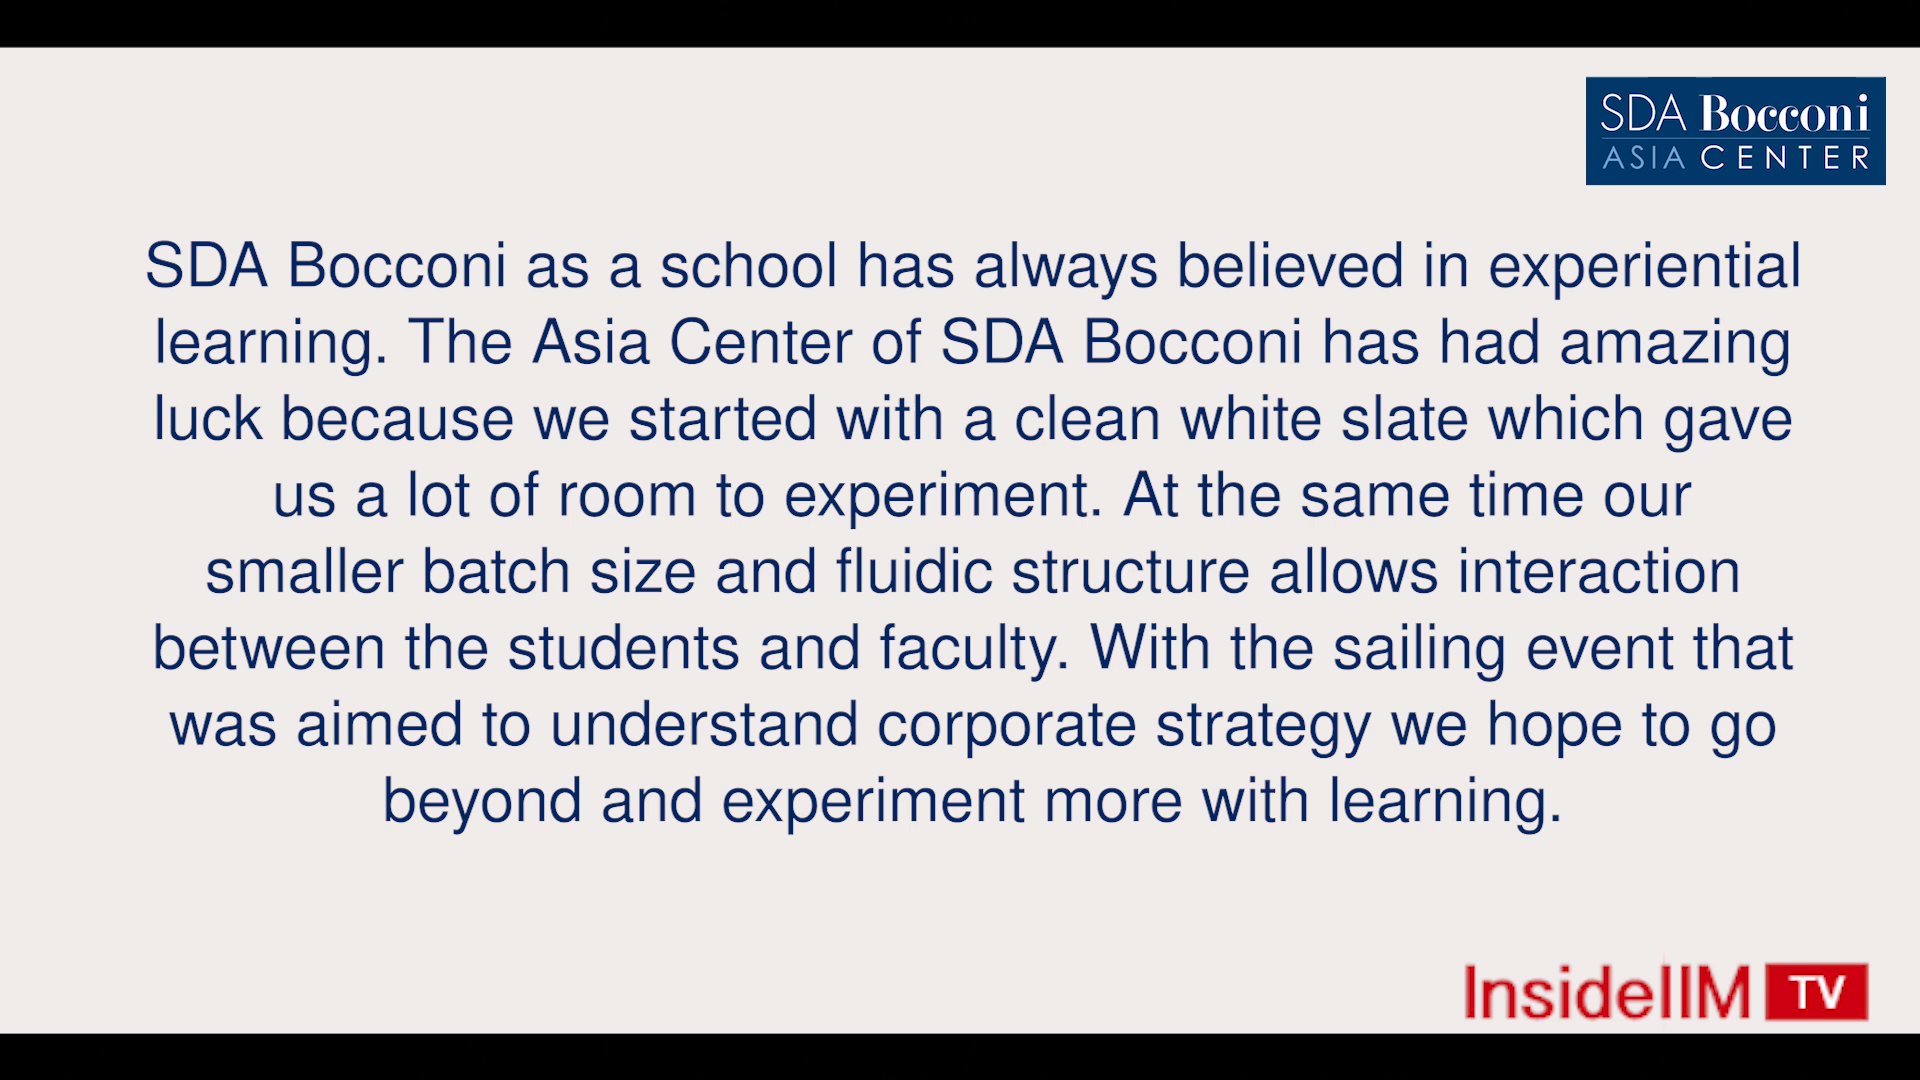 SDA Bocconi
ASIA CENTER
SDA Bocconi as a school has always believed in experiential
learning. The Asia Center of SDA Bocconi has had amazing
luck because we started with a clean white slate which gave
us a lot of room to experiment. At the same time our
smaller batch size and fluidic structure allows interaction
between the students and faculty. With the sailing event that
was aimed to understand corporate strategy we hope to go
beyond and experiment more with learning.
InsideIIM TV